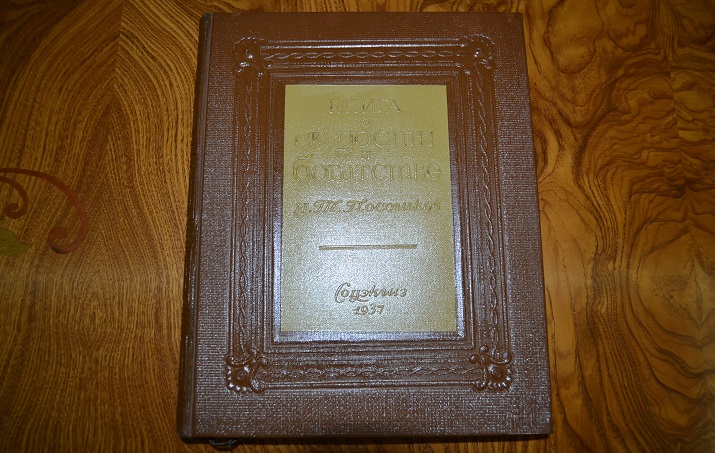 КНИГА
О
СКУДОСТИ
И
БОГАТСТВЕ
И. Т. Посошков
Соцэкгиз
1937